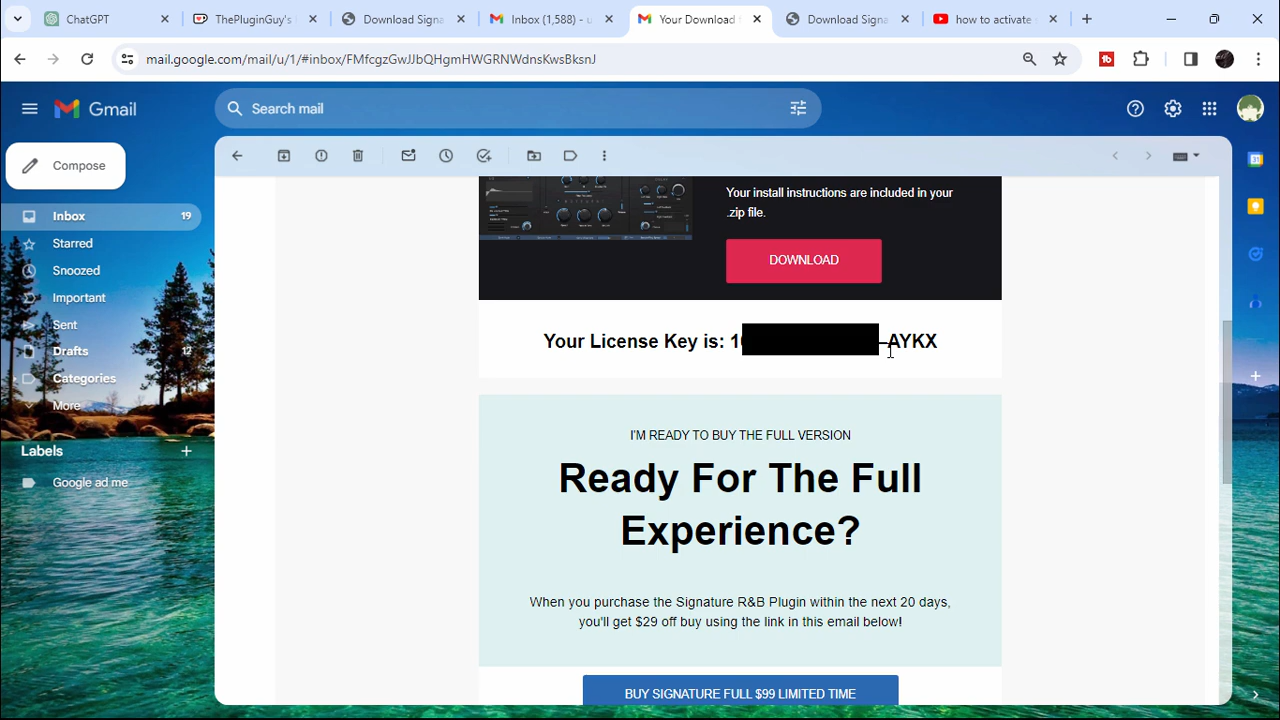 ChatGPT
ThePluginGuy's
Download Signa
Inbox (1,588) - u
Your Download
Download Signa
how to activate s
mail.google.com/mail/u/1/#inbox/FMfcgzGwJJbQHgmHWGRNWdnsKwsBksnJ
Gmail
Search mail
Compose
Inbox 19
Starred
Snoozed
Important
Sent
Drafts 12
Categories
More
Labels
Google ad me
Your install instructions are included in your
.zip file.
DOWNLOAD
Your License Key is: 1 -AYKX
I'M READY TO BUY THE FULL VERSION
Ready For The Full
Experience?
When you purchase the Signature R&B Plugin within the next 20 days,
you'll get $29 off buy using the link in this email below!
BUY SIGNATURE FULL $99 LIMITED TIME